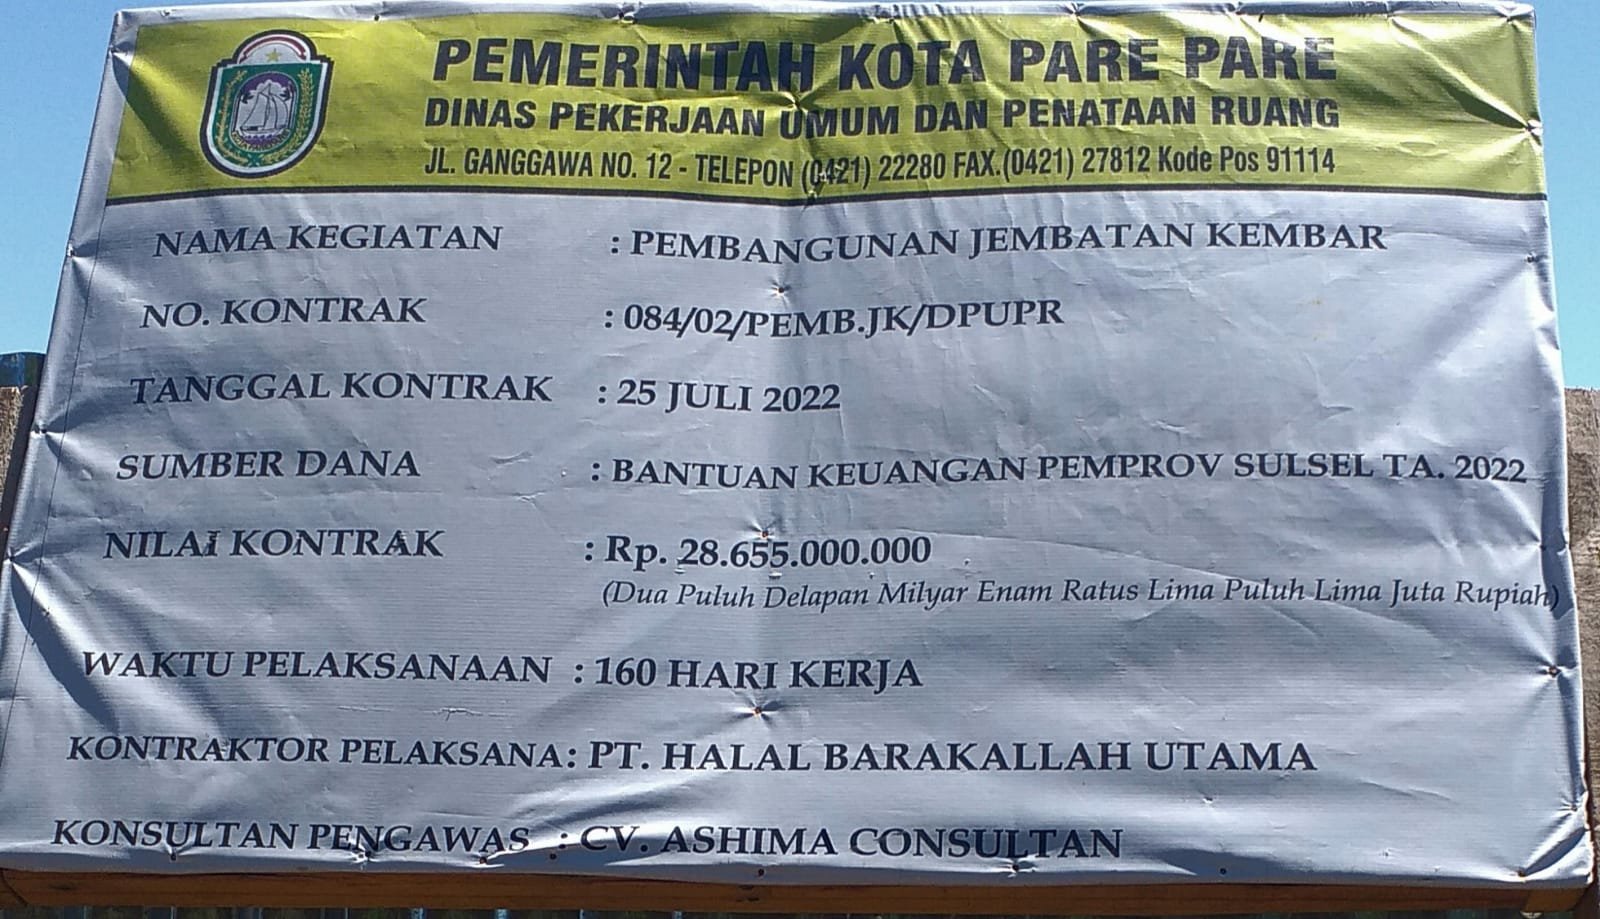 PEMERINTAH KOTA PARE PARE
DINAS PEKERJAAN UMUM DAN PENATAAN RUANG
JL. GANGGAWA NO. 12 - TELEPON (0421) 22280 FAX.(0421) 27812 Kode Pos 91114
NAMA KEGIATAN : PEMBANGUNAN JEMBATAN KEMBAR
NO. KONTRAK : 084/02/PEMB.JK/DPUPR
TANGGAL KONTRAK : 25 JULI 2022
SUMBER DANA : BANTUAN KEUANGAN PEMPROV SULSEL TA. 2022
NILAI KONTRAK : Rp. 28.655.000.000
(Dua Puluh Delapan Milyar Enam Ratus Lima Puluh Lima Juta Rupiah)
WAKTU PELAKSANAAN : 160 HARI KERJA
KONTRAKTOR PELAKSANA : PT. HALAL BARAKALLAH UTAMA
KONSULTAN PENGAWAS : CV. ASHIMA CONSULTAN